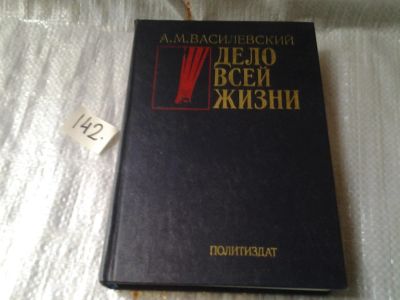 А.М.ВАСИЛЕВСКИЙ
ДЕЛО
ВСЕЙ
ЖИЗНИ
142.
ПОЛИТИЗДАТ